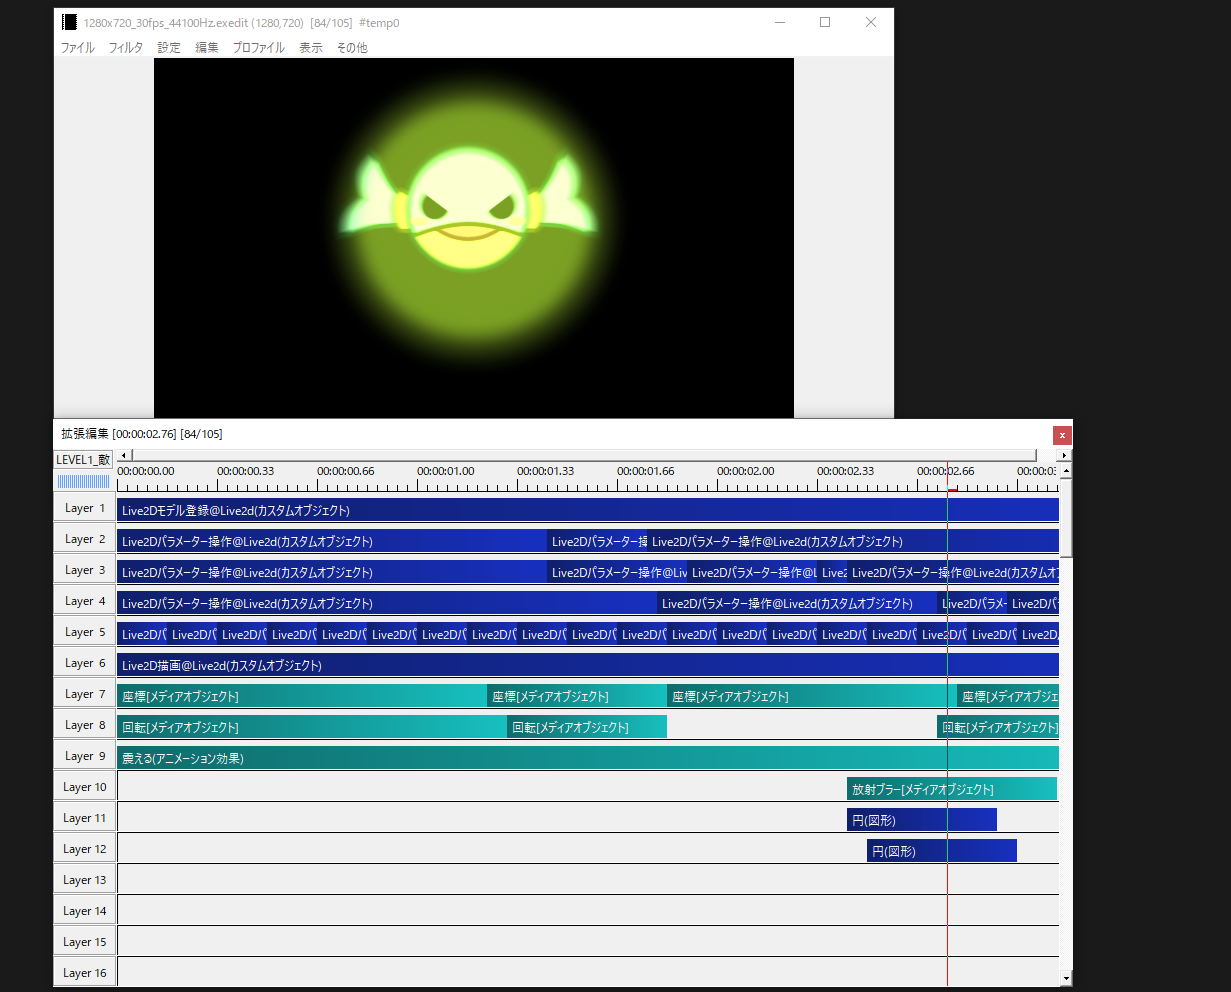 1280x720_30fps_44100Hz.exedit (1280,720) [84/105] #temp0
ファイル フィルタ 設定 編集 プロファイル 表示 その他
拡張編集 [00:00:02.76] [84/105]
x
LEVEL1_敵
00:00:00.00 00:00:00.33 00:00:00.66 00:00:01.00 00:00:01.33 00:00:01.66 00:00:02.00 00:00:02.33 00:00:02.66 00:00:03
Layer 1 Live2Dモデル登録@Live2d(カスタムオブジェクト)
Layer 2 Live2Dパラメーター操作@Live2d(カスタムオブジェクト) Live2Dパラメーター操 Live2Dパラメーター操作@Live2d(カスタムオブジェクト)
Layer 3 Live2Dパラメーター操作@Live2d(カスタムオブジェクト) Live2Dパラメーター操作@Liv Live2Dパラメーター操作@L Live2 Live2Dパラメーター操作@Live2d(カスタムオブ
Layer 4 Live2Dパラメーター操作@Live2d(カスタムオブジェクト) Live2Dパラメーター操作@Live2d(カスタムオブジェクト) Live2Dパラメー Live2Dパ
Layer 5 Live2Dパ Live2Dパ Live2Dパ Live2Dパ Live2Dパ Live2Dパ Live2Dパ Live2Dパ Live2Dパ Live2Dパ Live2Dパ Live2Dパ Live2Dパ Live2Dパ Live2Dパ Live2Dパ Live2Dパ Live2Dパ Live2D
Layer 6 Live2D描画@Live2d(カスタムオブジェクト)
Layer 7 座標[メディアオブジェクト] 座標[メディアオブジェクト] 座標[メディアオブジェクト] 座標[メディアオブジェ
Layer 8 回転[メディアオブジェクト] 回転[メディアオブジェクト] 回転[メディアオブジェクト]
Layer 9 震える(アニメーション効果)
Layer 10 放射ブラー[メディアオブジェクト]
Layer 11 円(図形)
Layer 12 円(図形)
Layer 13
Layer 14
Layer 15
Layer 16